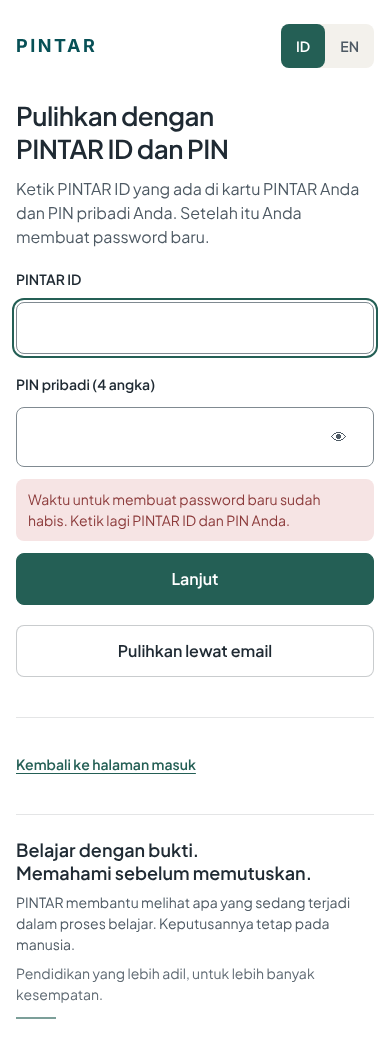 PINTAR
ID
EN
Pulihkan dengan
PINTAR ID dan PIN
Ketik PINTAR ID yang ada di kartu PINTAR Anda
dan PIN pribadi Anda. Setelah itu Anda
membuat password baru.
PINTAR ID
PIN pribadi (4 angka)
Waktu untuk membuat password baru sudah
habis. Ketik lagi PINTAR ID dan PIN Anda.
Lanjut
Pulihkan lewat email
Kembali ke halaman masuk
Belajar dengan bukti.
Memahami sebelum memutuskan.
PINTAR membantu melihat apa yang sedang terjadi
dalam proses belajar. Keputusannya tetap pada
manusia.
Pendidikan yang lebih adil, untuk lebih banyak
kesempatan.